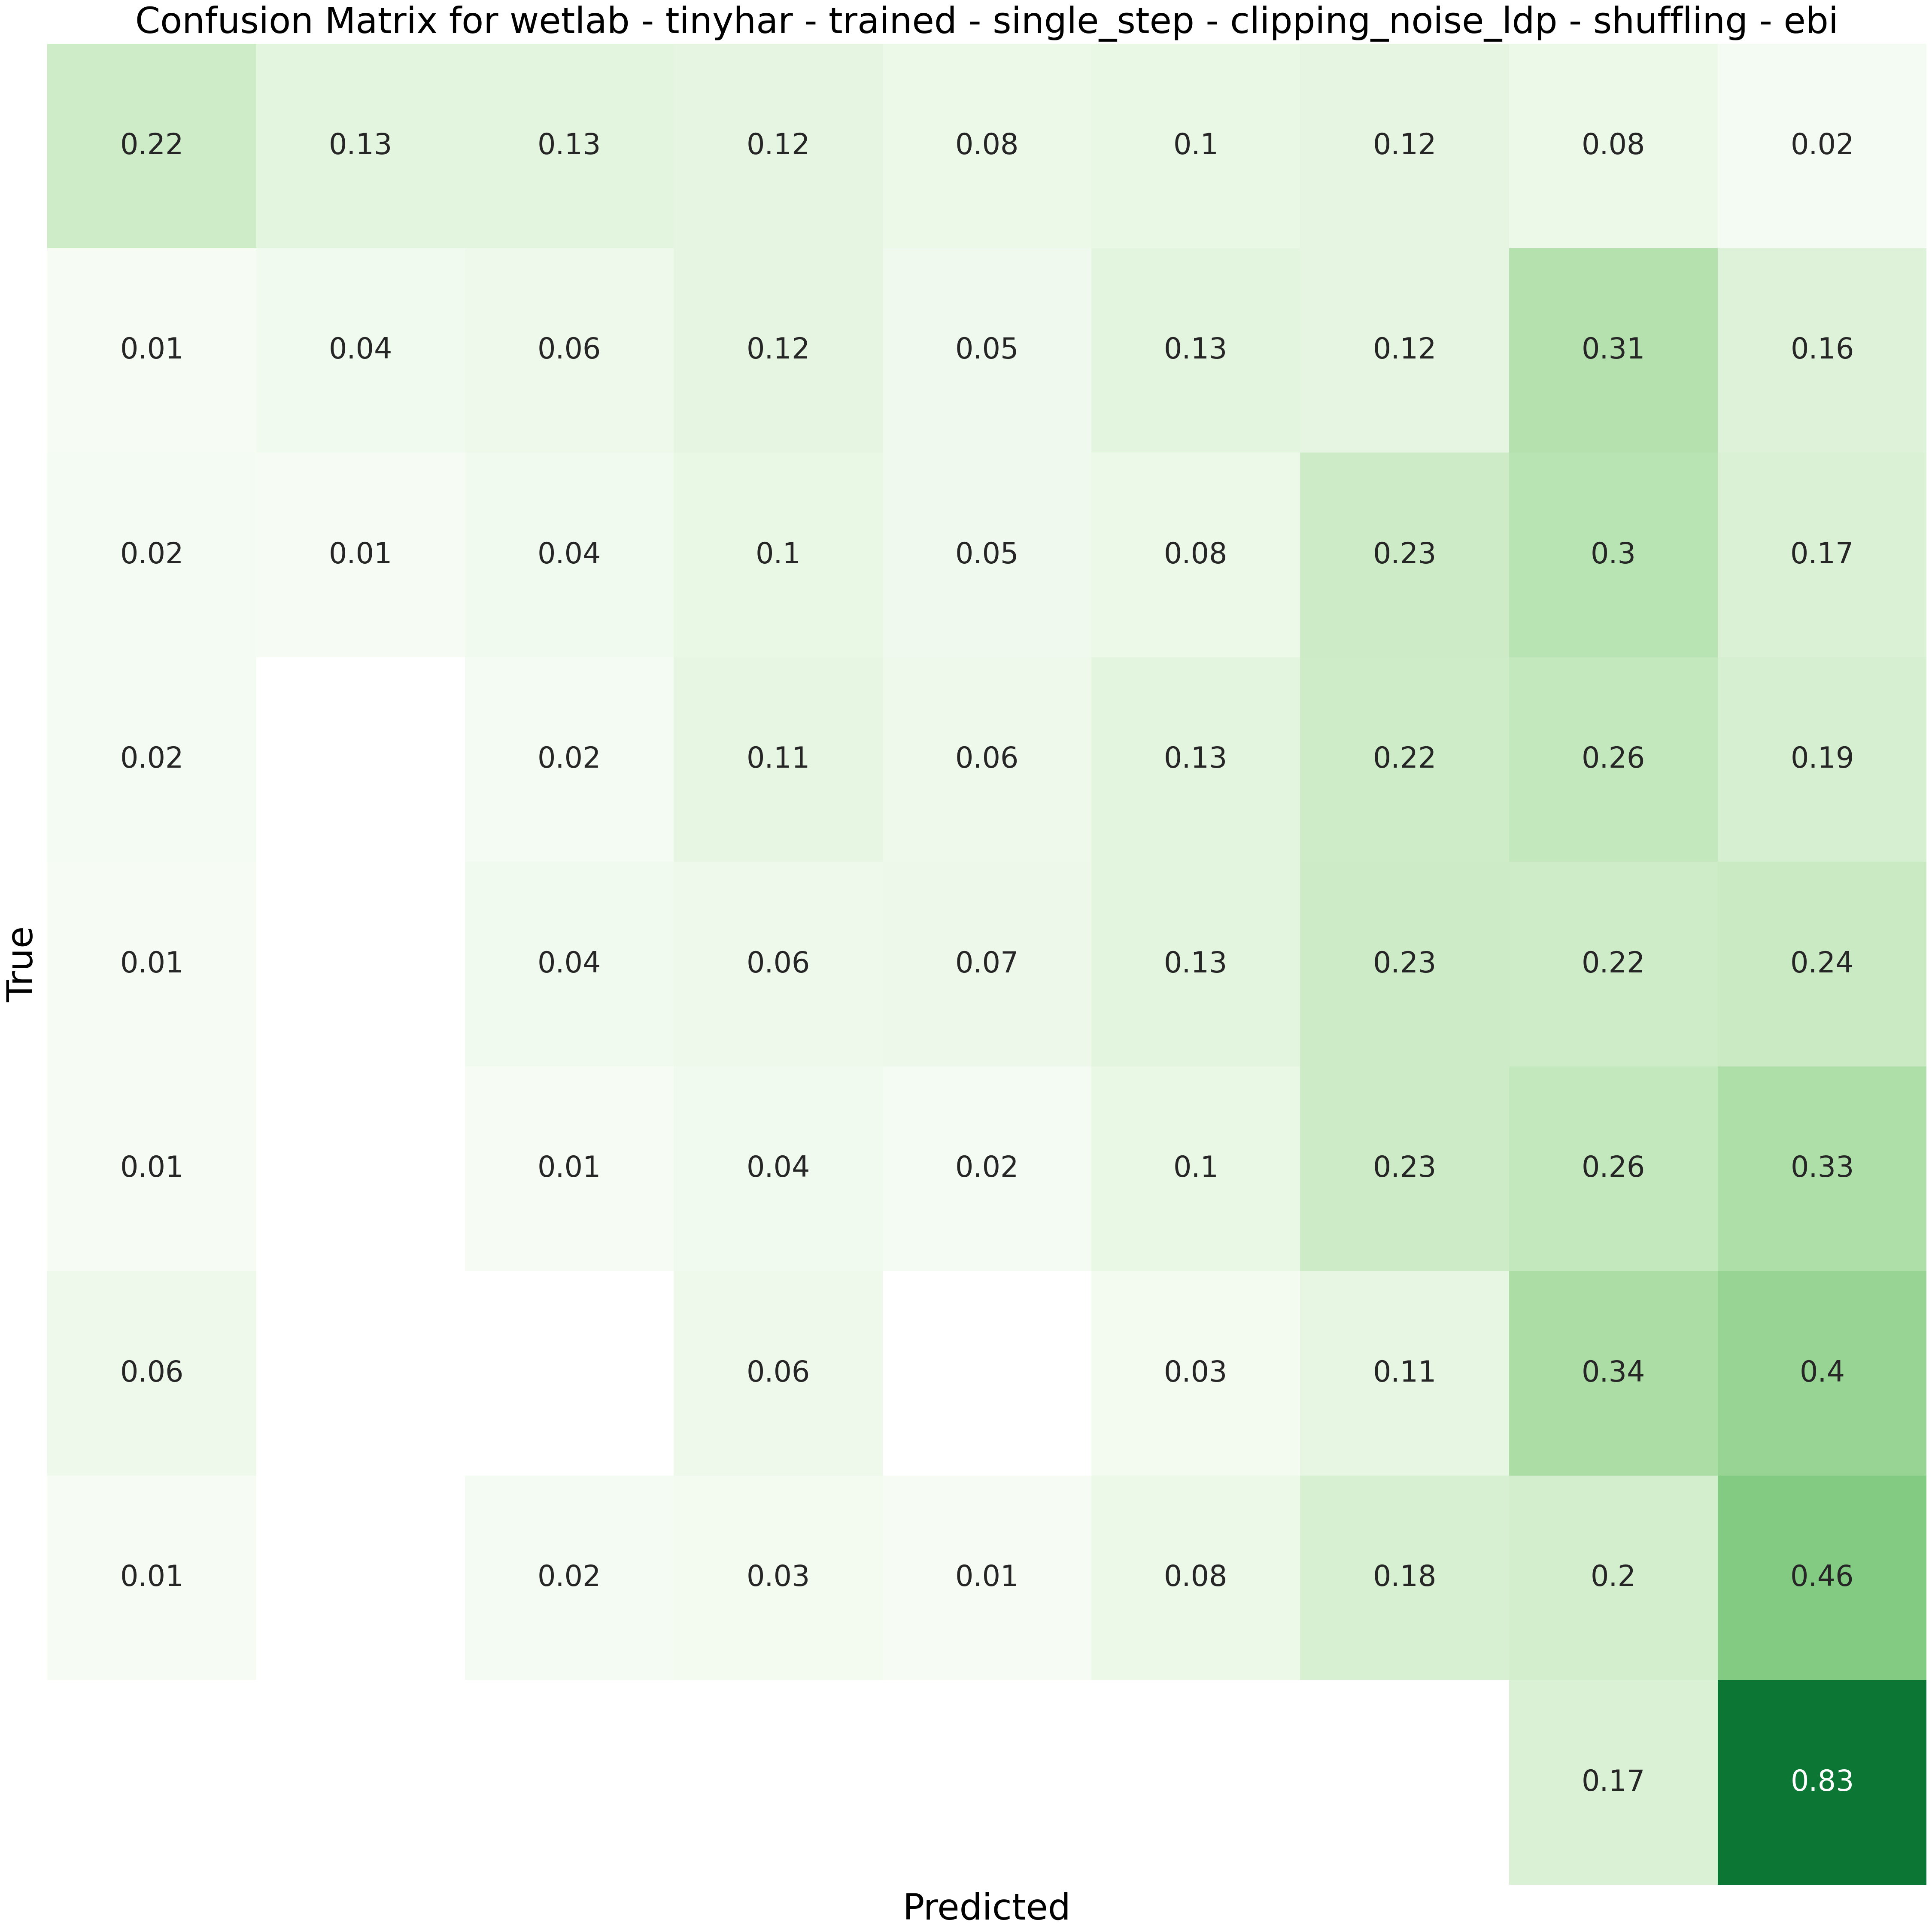 Confusion Matrix for wetlab - tinyhar - trained - single_step - clipping_noise_ldp - shuffling - ebi
0.22 0.13 0.13 0.12 0.08 0.1 0.12 0.08 0.02
0.01 0.04 0.06 0.12 0.05 0.13 0.12 0.31 0.16
0.02 0.01 0.04 0.1 0.05 0.08 0.23 0.3 0.17
0.02 0.02 0.11 0.06 0.13 0.22 0.26 0.19
0.01 0.04 0.06 0.07 0.13 0.23 0.22 0.24
True
0.01 0.01 0.04 0.02 0.1 0.23 0.26 0.33
0.06 0.06 0.03 0.11 0.34 0.4
0.01 0.02 0.03 0.01 0.08 0.18 0.2 0.46
0.17 0.83
Predicted